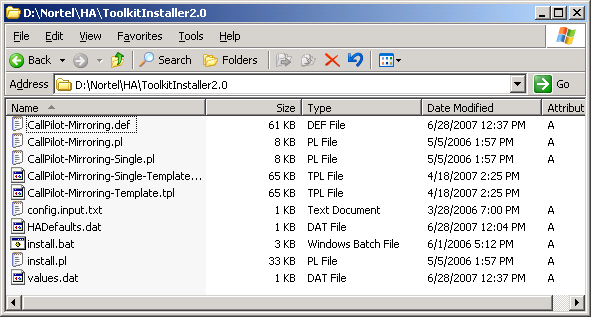 D:\Nortel\HA\ToolkitInstaller2.0
File Edit View Favorites Tools Help
Back Search Folders
Address D:\Nortel\HA\ToolkitInstaller2.0 Go
Name Size Type Date Modified Attribut
CallPilot-Mirroring.def 61 KB DEF File 6/28/2007 12:37 PM A
CallPilot-Mirroring.pl 8 KB PL File 5/5/2006 1:57 PM A
CallPilot-Mirroring-Single.pl 8 KB PL File 5/5/2006 1:57 PM A
CallPilot-Mirroring-Single-Template... 65 KB TPL File 4/18/2007 2:25 PM
CallPilot-Mirroring-Template.tpl 65 KB TPL File 4/18/2007 2:25 PM
config.input.txt 1 KB Text Document 3/28/2006 7:00 PM A
HADefaults.dat 1 KB DAT File 6/28/2007 12:04 PM A
install.bat 3 KB Windows Batch File 6/1/2006 5:12 PM A
install.pl 33 KB PL File 5/5/2006 1:57 PM A
values.dat 1 KB DAT File 6/28/2007 12:37 PM A